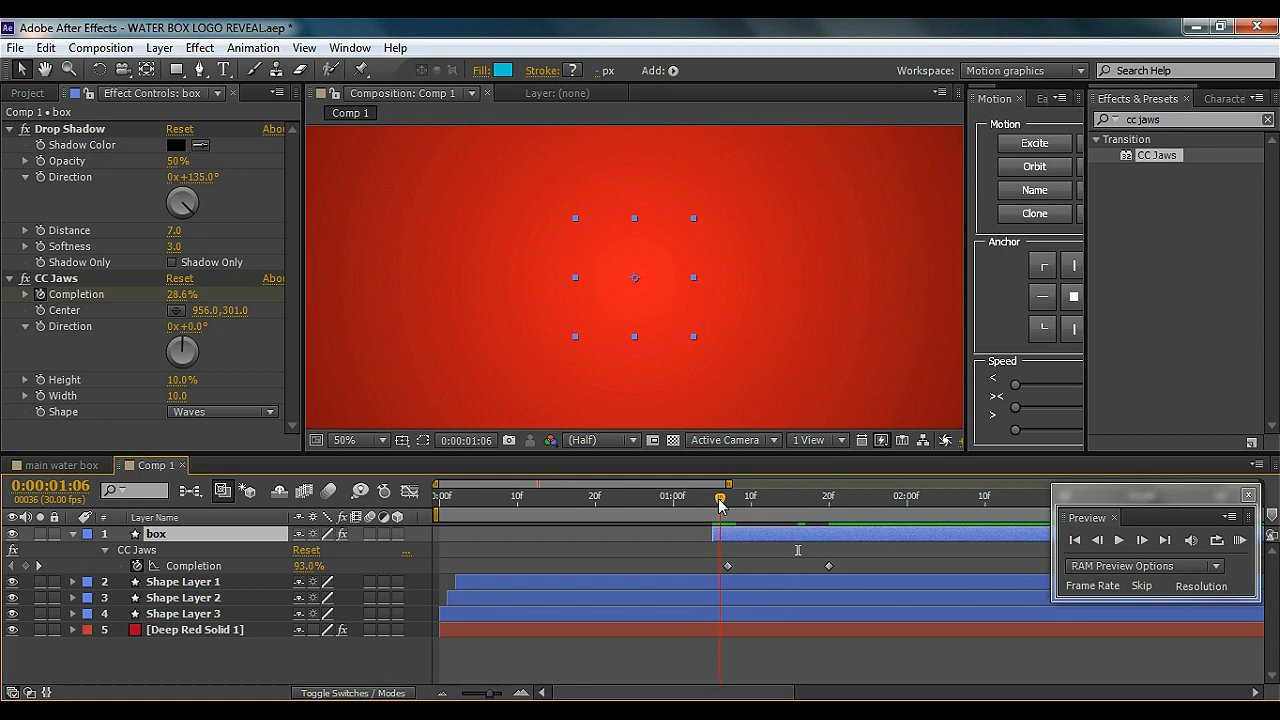 Adobe After Effects - WATER BOX LOGO REVEAL.aep *
File Edit Composition Layer Effect Animation View Window Help
Fill: Stroke: ? - px Add: Workspace: Motion graphics Search Help
Project Effect Controls: box Composition: Comp 1 Layer: (none) Motion Ea Effects & Presets Characte
Comp 1 • box
Comp 1
cc jaws
Drop Shadow Reset Abou
Shadow Color
Opacity 50%
Direction 0x+135.0°
Distance 7.0
Softness 3.0
Shadow Only Shadow Only
CC Jaws Reset Abou
Completion 28.6%
Center 956.0,301.0
Direction 0x+0.0°
Height 10.0%
Width 10.0
Shape Waves
Motion
Excite
Orbit
Name
Clone
Anchor
Speed
<
><
>
Transition
CC Jaws
50% 0:00:01:06 (Half) Active Camera 1 View
main water box Comp 1
0:00:01:06
00036 (30.00 fps)
0:00f 10f 20f 01:00f 10f 20f 02:00f 10f
# Layer Name
1 box
CC Jaws Reset ...
Completion 93.0%
2 Shape Layer 1
3 Shape Layer 2
4 Shape Layer 3
5 [Deep Red Solid 1]
Toggle Switches / Modes
Preview
RAM Preview Options
Frame Rate Skip Resolution